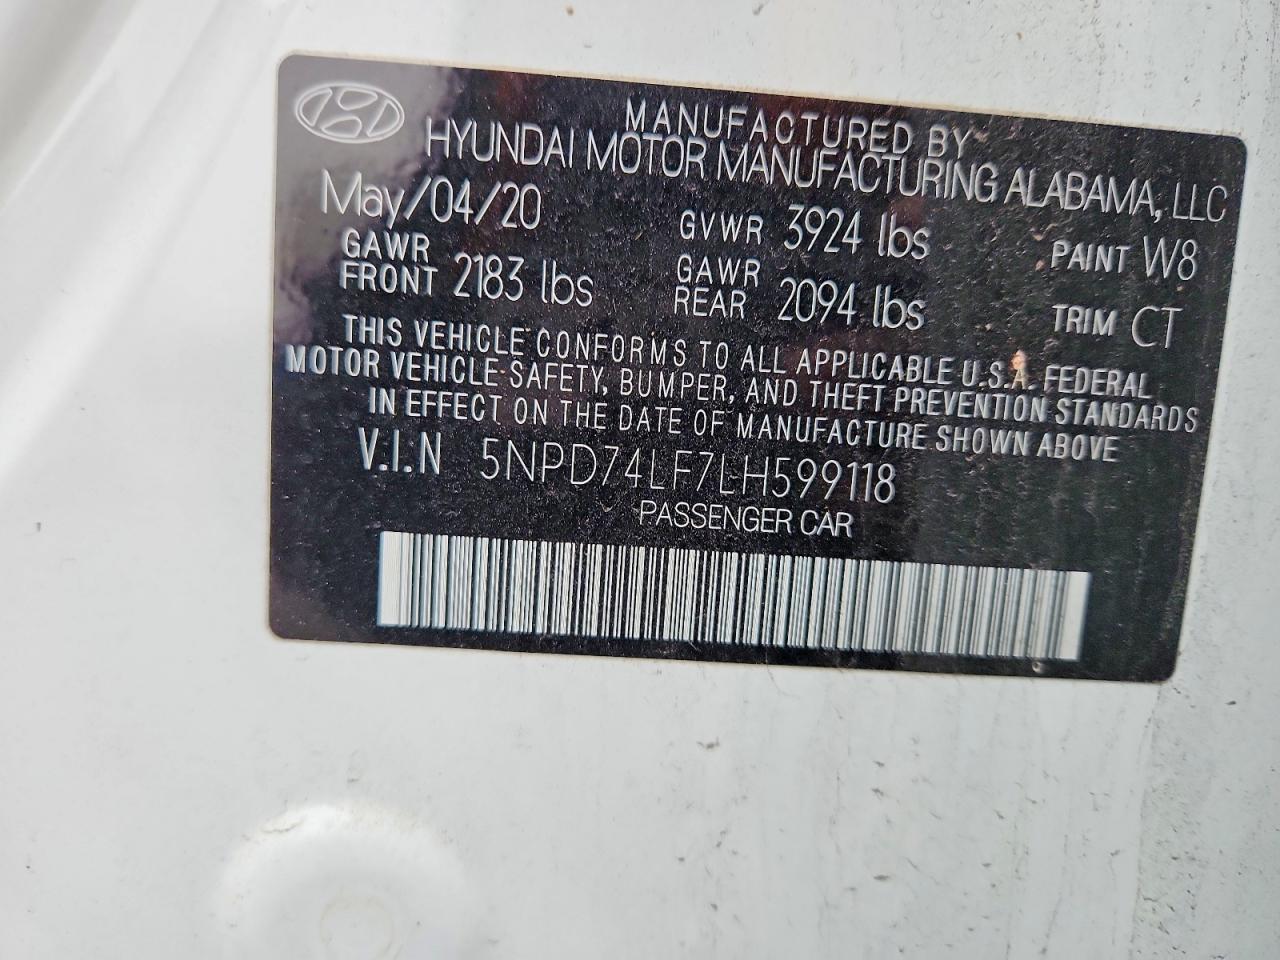 MANUFACTURED BY
HYUNDAI MOTOR MANUFACTURING ALABAMA, LLC
May/04/20 GVWR 3924 lbs PAINT W8
GAWR FRONT 2183 lbs GAWR REAR 2094 lbs TRIM CT
THIS VEHICLE CONFORMS TO ALL APPLICABLE U.S.A. FEDERAL
MOTOR VEHICLE SAFETY, BUMPER, AND THEFT PREVENTION STANDARDS
IN EFFECT ON THE DATE OF MANUFACTURE SHOWN ABOVE
V.I.N 5NPD74LF7LH599118
PASSENGER CAR